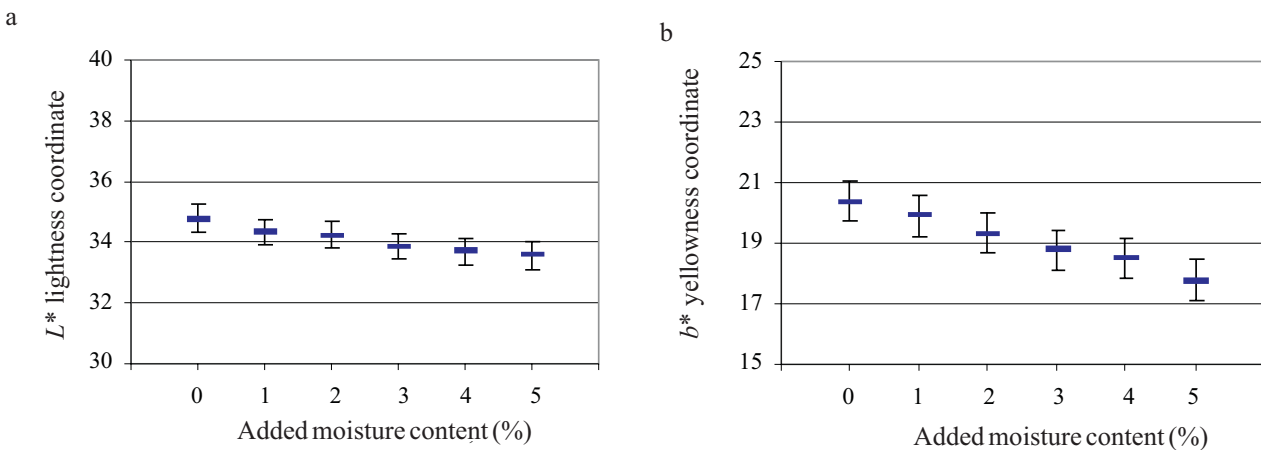 a
40
38
36
34
32
30
L* lightness coordinate
0 1 2 3 4 5
Added moisture content (%)
b
25
23
21
19
17
15
b* yellowness coordinate
0 1 2 3 4 5
Added moisture content (%)